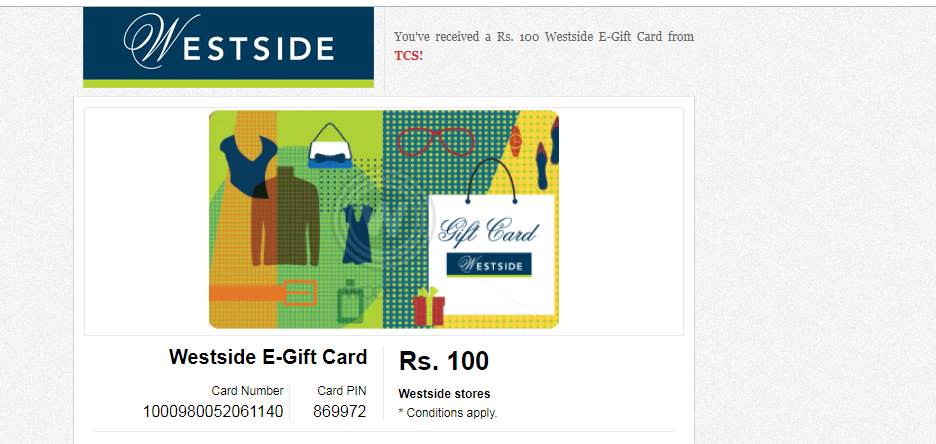 WESTSIDE
You've received a Rs. 100 Westside E-Gift Card from
TCS!
Gift Card
WESTSIDE
Westside E-Gift Card
Rs. 100
Card Number
Card PIN
1000980052061140
869972
Westside stores
* Conditions apply.